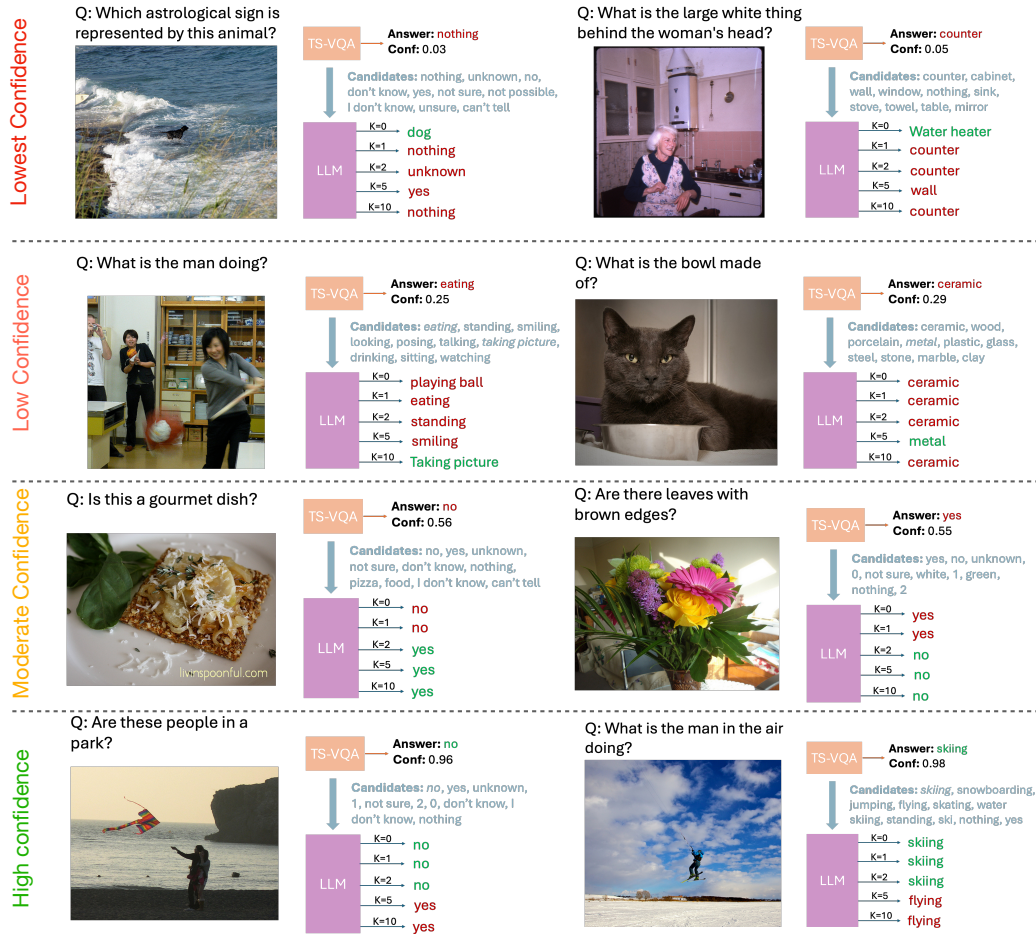 Lowest Confidence
Q: Which astrological sign is
represented by this animal?
TS-VQA
Answer: nothing
Conf: 0.03
Candidates: nothing, unknown, no,
don't know, yes, not sure, not possible,
I don't know, unsure, can't tell
LLM
K=0 dog
K=1 nothing
K=2 unknown
K=5 yes
K=10 nothing
Q: What is the large white thing
behind the woman's head?
TS-VQA
Answer: counter
Conf: 0.05
Candidates: counter, cabinet,
wall, window, nothing, sink,
stove, towel, table, mirror
LLM
K=0 Water heater
K=1 counter
K=2 counter
K=5 wall
K=10 counter
Low Confidence
Q: What is the man doing?
TS-VQA
Answer: eating
Conf: 0.25
Candidates: eating, standing, smiling,
looking, posing, talking, taking picture,
drinking, sitting, watching
LLM
K=0 playing ball
K=1 eating
K=2 standing
K=5 smiling
K=10 Taking picture
Q: What is the bowl made
of?
TS-VQA
Answer: ceramic
Conf: 0.29
Candidates: ceramic, wood,
porcelain, metal, plastic, glass,
steel, stone, marble, clay
LLM
K=0 ceramic
K=1 ceramic
K=2 ceramic
K=5 metal
K=10 ceramic
Moderate Confidence
Q: Is this a gourmet dish?
livinspoonful.com
TS-VQA
Answer: no
Conf: 0.56
Candidates: no, yes, unknown,
not sure, don't know, nothing,
pizza, food, I don't know, can't tell
LLM
K=0 no
K=1 no
K=2 yes
K=5 yes
K=10 yes
Q: Are there leaves with
brown edges?
TS-VQA
Answer: yes
Conf: 0.55
Candidates: yes, no, unknown,
0, not sure, white, 1, green,
nothing, 2
LLM
K=0 yes
K=1 yes
K=2 no
K=5 no
K=10 no
High confidence
Q: Are these people in a
park?
TS-VQA
Answer: no
Conf: 0.96
Candidates: no, yes, unknown,
1, not sure, 2, 0, don't know, I
don't know, nothing
LLM
K=0 no
K=1 no
K=2 no
K=5 yes
K=10 yes
Q: What is the man in the air
doing?
TS-VQA
Answer: skiing
Conf: 0.98
Candidates: skiing, snowboarding,
jumping, flying, skating, water
skiing, standing, ski, nothing, yes
LLM
K=0 skiing
K=1 skiing
K=2 skiing
K=5 flying
K=10 flying